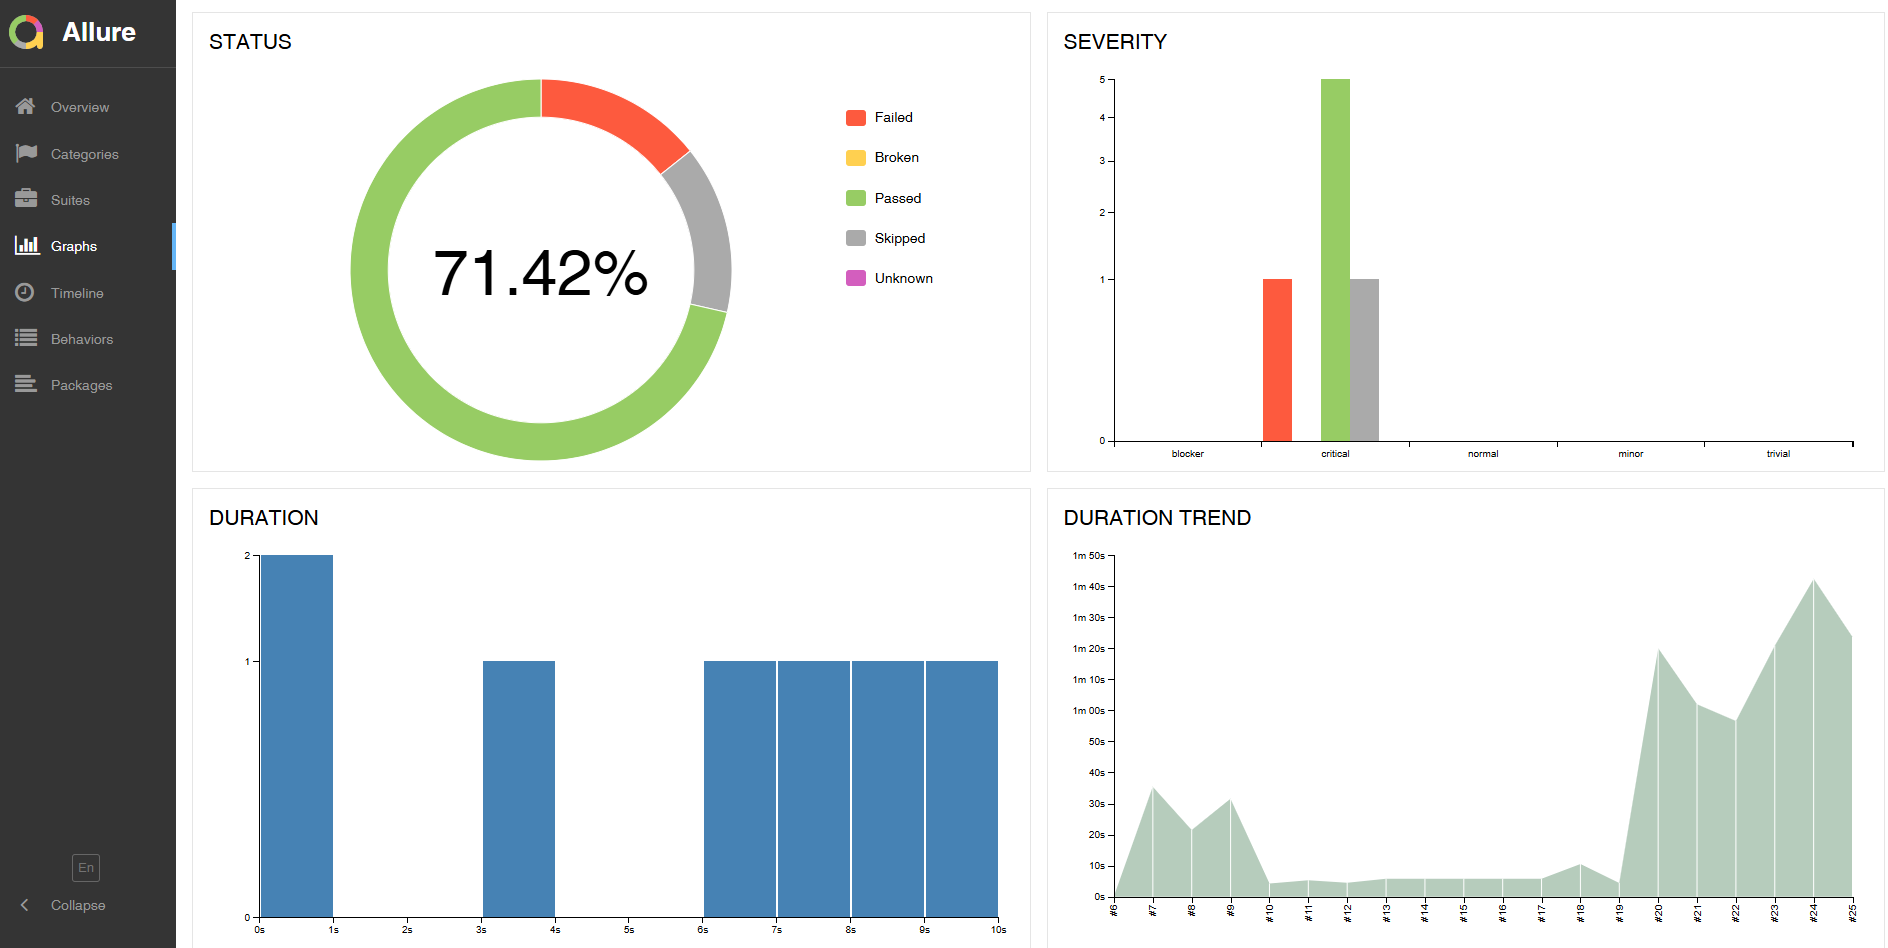 Allure
Overview
Categories
Suites
Graphs
Timeline
Behaviors
Packages
En
Collapse
STATUS
71.42%
Failed
Broken
Passed
Skipped
Unknown
SEVERITY
5
4
3
2
1
0
blocker critical normal minor trivial
DURATION
2
1
0
0s 1s 2s 3s 4s 5s 6s 7s 8s 9s 10s
DURATION TREND
1m 50s
1m 40s
1m 30s
1m 20s
1m 10s
1m 00s
50s
40s
30s
20s
10s
0s
#6 #7 #8 #9 #10 #11 #12 #13 #14 #15 #16 #17 #18 #19 #20 #21 #22 #23 #24 #25